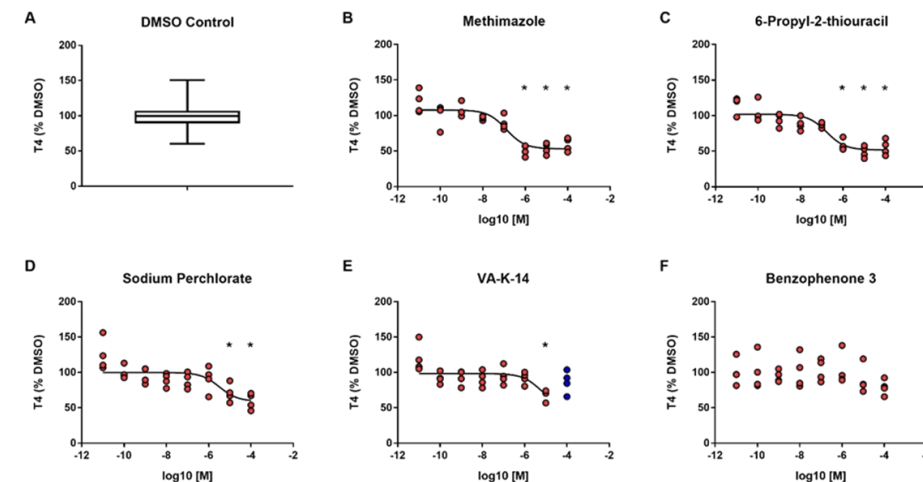 A
DMSO Control
T4 (% DMSO)
200
150
100
50
0
B
Methimazole
T4 (% DMSO)
200
150
100
50
0
* * *
-12 -10 -8 -6 -4 -2
log10 [M]
C
6-Propyl-2-thiouracil
T4 (% DMSO)
200
150
100
50
0
* * *
-12 -10 -8 -6 -4
log10 [M]
D
Sodium Perchlorate
T4 (% DMSO)
200
150
100
50
0
* *
-12 -10 -8 -6 -4 -2
log10 [M]
E
VA-K-14
T4 (% DMSO)
200
150
100
50
0
*
-12 -10 -8 -6 -4 -2
log10 [M]
F
Benzophenone 3
T4 (% DMSO)
200
150
100
50
0
-12 -10 -8 -6 -4
log10 [M]